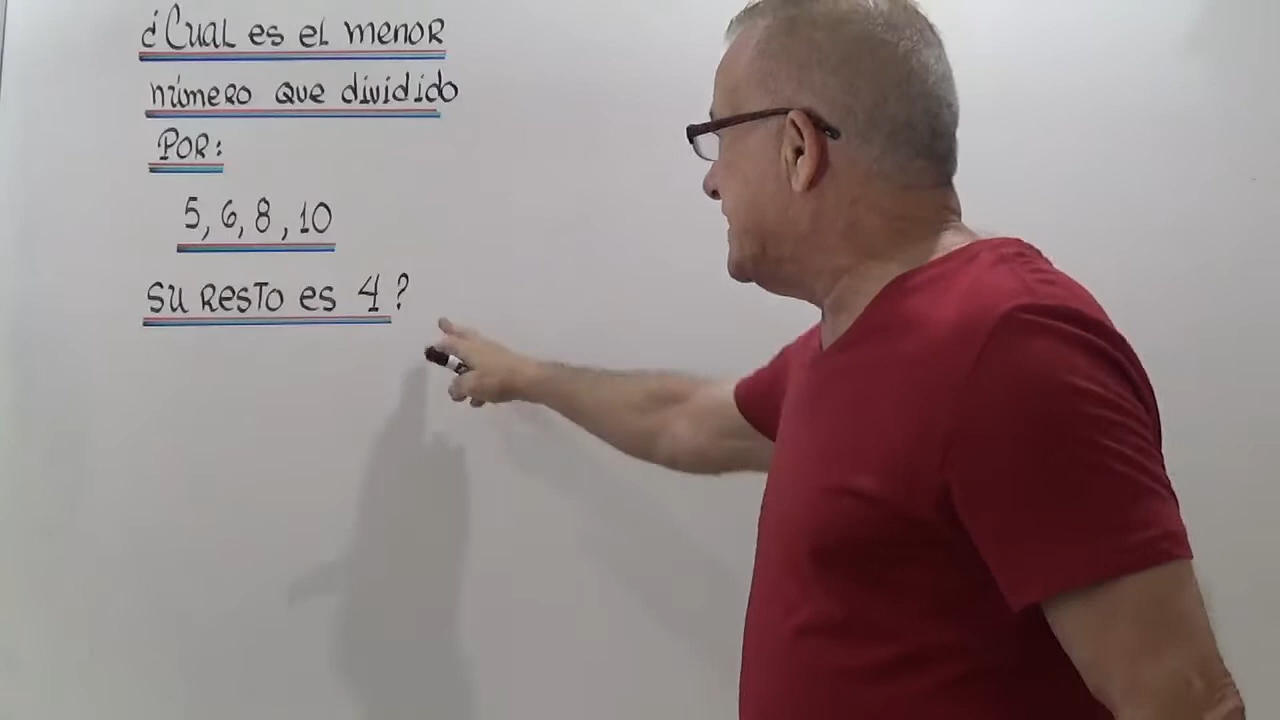 ¿Cual es el menor
número que dividido
Por:
5, 6, 8, 10
su resto es 4?